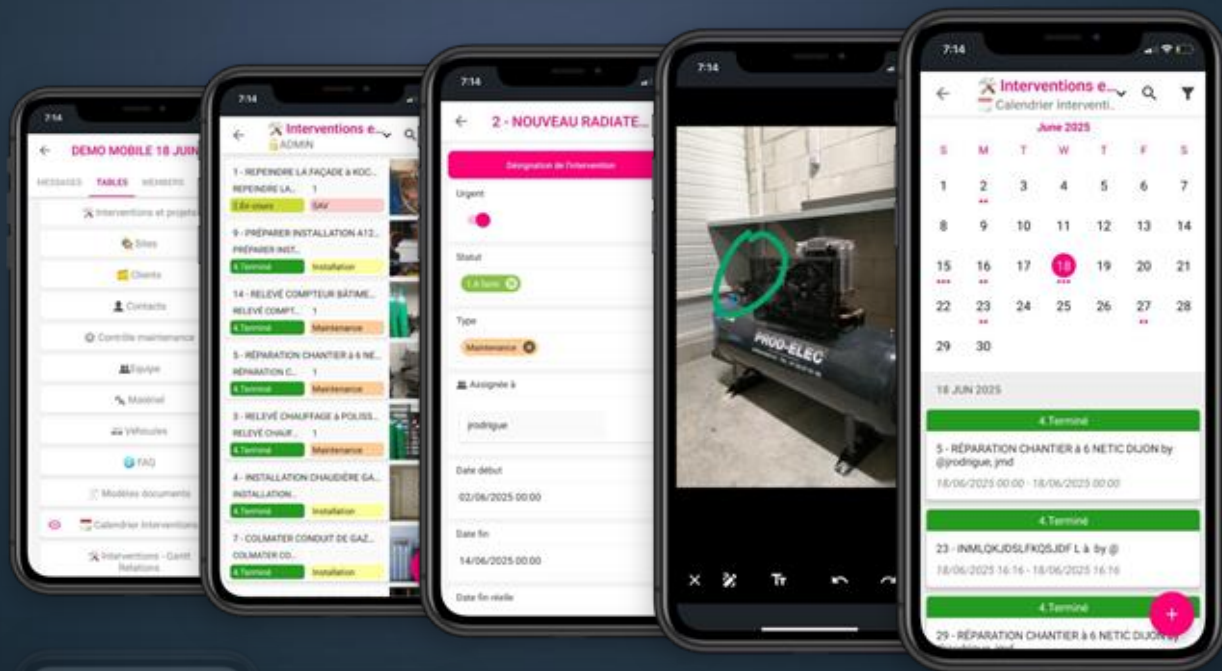 7:14
DEMO MOBILE 18 JUIN
MESSAGES TABLES MEMBERS
Interventions et projets
Sites
Clients
Contacts
Contrôle maintenance
Equipe
Matériel
Véhicules
FAQ
Modèles documents
Calendrier Interventions
Interventions - Gantt
Relations
7:14
Interventions e...
ADMIN
1 - REPEINDRE LA FAÇADE à KOC...
REPEINDRE LA... 1
2.En cours SAV
9 - PRÉPARER INSTALLATION A12...
PRÉPARER INST...
4.Terminé Installation
14 - RELEVÉ COMPTEUR BÂTIME...
RELEVÉ COMPT... 1
4.Terminé Maintenance
5 - RÉPARATION CHANTIER à 6 NE...
RÉPARATION C... 1
4.Terminé Maintenance
3 - RELEVÉ CHAUFFAGE à POLISS...
RELEVÉ CHAUF... 1
4.Terminé Maintenance
4 - INSTALLATION CHAUDIÈRE GA...
INSTALLATION...
4.Terminé Installation
7 - COLMATER CONDUIT DE GAZ...
COLMATER CO...
4.Terminé Installation
7:14
2 - NOUVEAU RADIATE...
Désignation de l'intervention
Urgent
Statut
1.A faire
Type
Maintenance
Assignée à
jrodrigue
Date début
02/06/2025 00:00
Date fin
14/06/2025 00:00
Date fin réelle
7:14
PROD-ELEC
Tr
7:14
Interventions e...
Calendrier Interventi...
June 2025
S M T W T F S
1 2 3 4 5 6 7
8 9 10 11 12 13 14
15 16 17 18 19 20 21
22 23 24 25 26 27 28
29 30
18 JUN 2025
4.Terminé
5 - RÉPARATION CHANTIER à 6 NETIC DIJON by
@jrodrigue, jmd
18/06/2025 00:00 - 18/06/2025 00:00
4.Terminé
23 - INMLQKJDSLFKQSJDF L à by @
18/06/2025 16:16 - 18/06/2025 16:16
4.Terminé
29 - RÉPARATION CHANTIER à 6 NETIC DIJON by